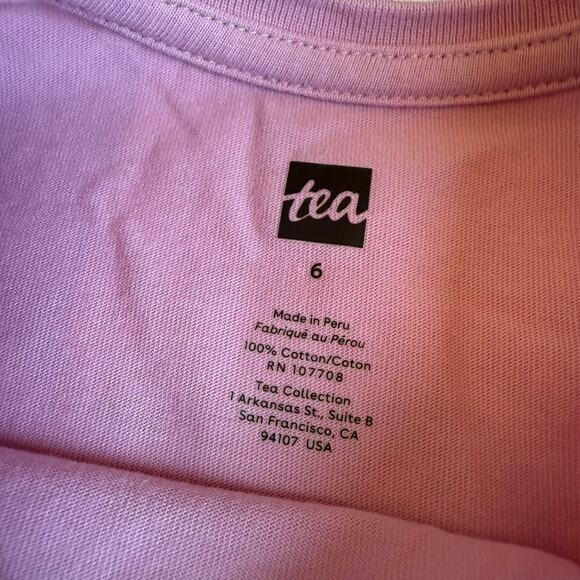 tea
6
Made in Peru
Fabriqué au Pérou
100% Cotton/Coton
RN 107708
Tea Collection
1 Arkansas St., Suite B
San Francisco, CA
94107 USA